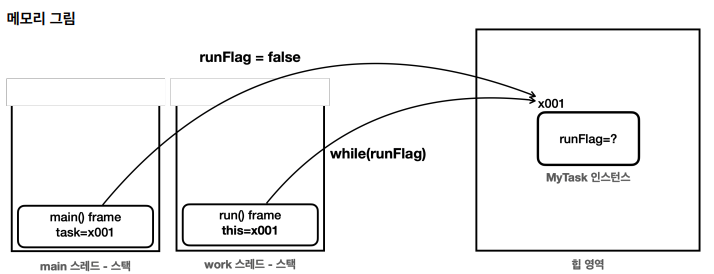 메모리 그림
runFlag = false
x001
runFlag=?
while(runFlag)
MyTask 인스턴스
main() frame
task=x001
run() frame
this=x001
main 스레드 - 스택
work 스레드 - 스택
힙 영역